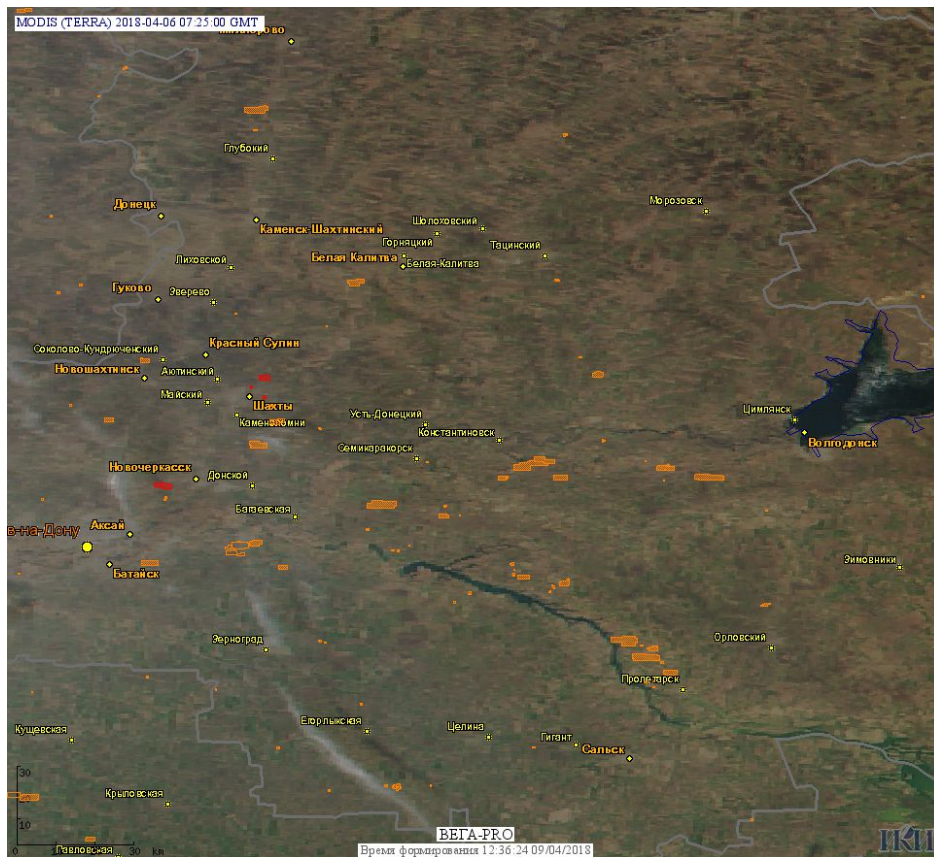 MODIS (TERRA) 2018-04-06 07:25:00 GMT
Глубокий
Морозовск
Донецк
Шолоховский
Каменск-Шахтинский
Горняцкий
Тацинский
Белая Калитва
Белая-Калитва
Лиховской
Гуково
Зверево
Красный Сулин
Соколово-Кундрюченский
Новошахтинск
Аютинский
Майский
Шахты
Каменоломни
Усть-Донецкий
Цимлянск
Константиновск
Волгодонск
Семикаракорск
Новочеркасск
Донской
Багаевская
Аксай
в-на-Дону
Батайск
Зимовники
Зерноград
Орловский
Пролетарск
Егорлыкская
Целина
Гигант
Сальск
Кущевская
30
Крыловская
10
ВЕГА-PRO
ИКИ
Павловская
30 km
Время формирования 12:36:24 09/04/2018